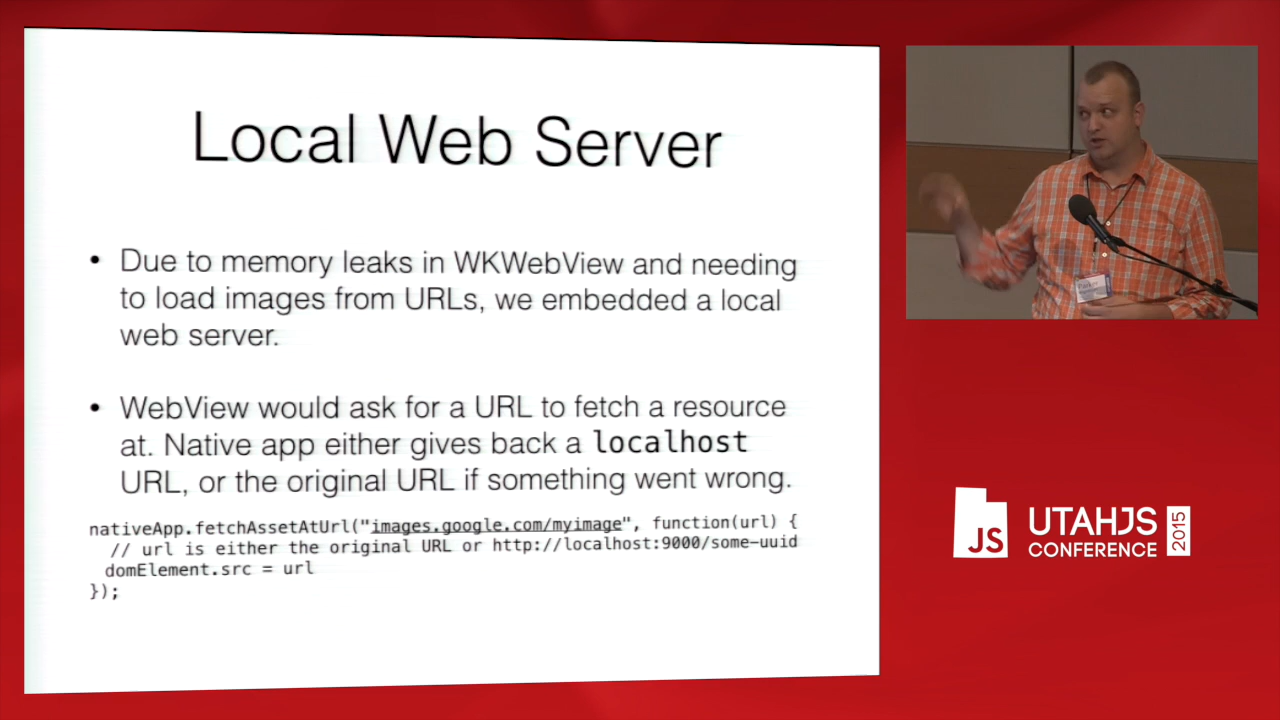 Local Web Server
• Due to memory leaks in WKWebView and needing
to load images from URLs, we embedded a local
web server.
• WebView would ask for a URL to fetch a resource
at. Native app either gives back a localhost
URL, or the original URL if something went wrong.
nativeApp.fetchAssetAtUrl("images.google.com/myimage", function(url) {
// url is either the original URL or http://localhost:9000/some-uuid
domElement.src = url
});
JS
UTAHJS
CONFERENCE
2015